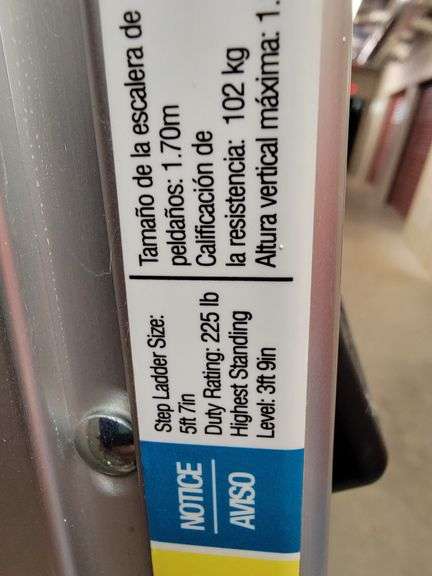 NOTICE
AVISO
Step Ladder Size:
5ft 7in
Duty Rating: 225 lb
Highest Standing
Level: 3ft 9in
Tamaño de la escalera de
peldaños: 1.70m
Calificación de
la resistencia: 102 kg
Altura vertical máxima: 1.